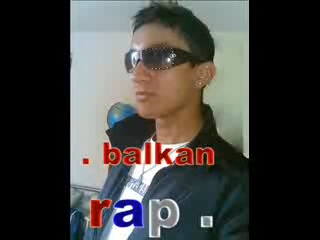 . balkan
rap .